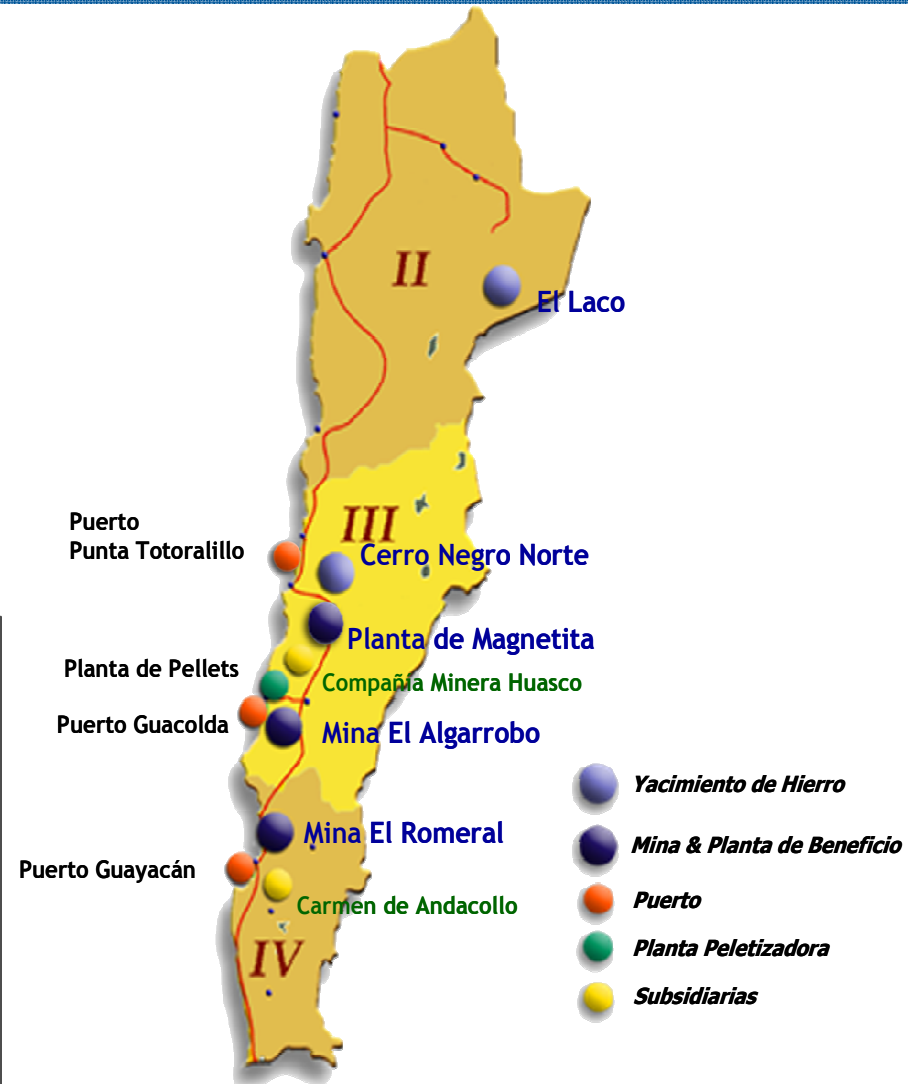 II
El Laco
III
Puerto
Punta Totoralillo
Cerro Negro Norte
Planta de Magnetita
Planta de Pellets
Compañía Minera Huasco
Puerto Guacolda
Mina El Algarrobo
Yacimiento de Hierro
Mina El Romeral
Mina & Planta de Beneficio
Puerto Guayacán
Puerto
Carmen de Andacollo
Planta Peletizadora
IV
Subsidiarias